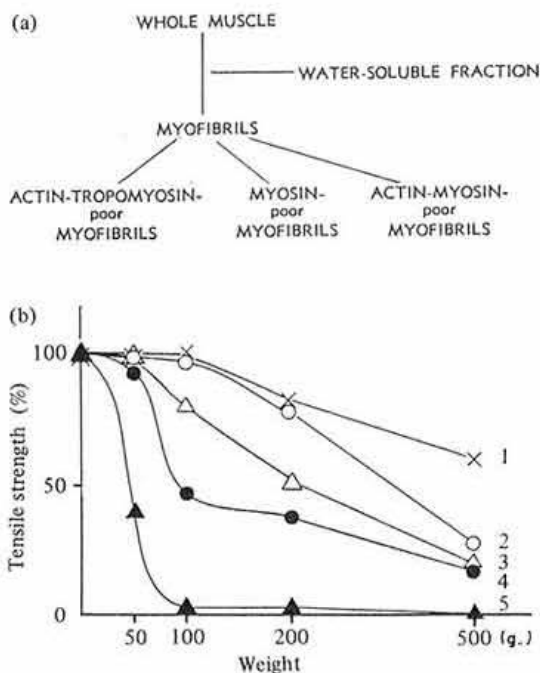 (a)
WHOLE MUSCLE
WATER-SOLUBLE FRACTION
MYOFIBRILS
ACTIN-TROPOMYOSIN-
poor
MYOFIBRILS
MYOSIN-
poor
MYOFIBRILS
ACTIN-MYOSIN-
poor
MYOFIBRILS
(b)
Tensile strength (%)
100
50
0
1
2
3
4
5
50 100 200 500 (g.)
Weight